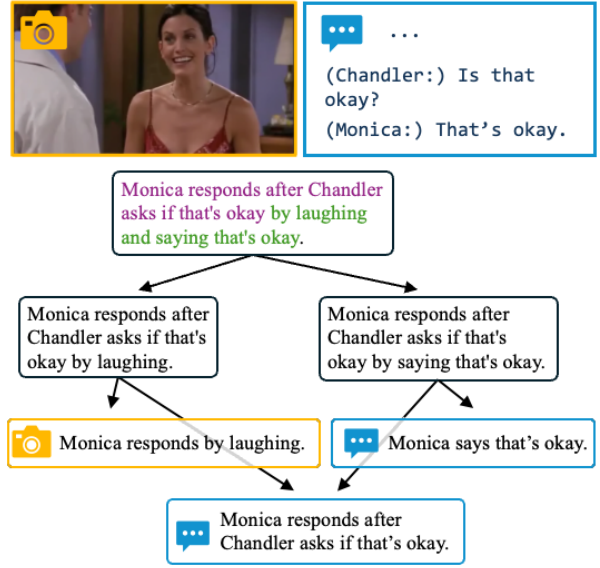 ...
(Chandler:) Is that
okay?
(Monica:) That’s okay.
Monica responds after Chandler
asks if that's okay by laughing
and saying that's okay.
Monica responds after
Chandler asks if that's
okay by laughing.
Monica responds after
Chandler asks if that's
okay by saying that's okay.
Monica responds by laughing.
Monica says that’s okay.
Monica responds after
Chandler asks if that’s okay.